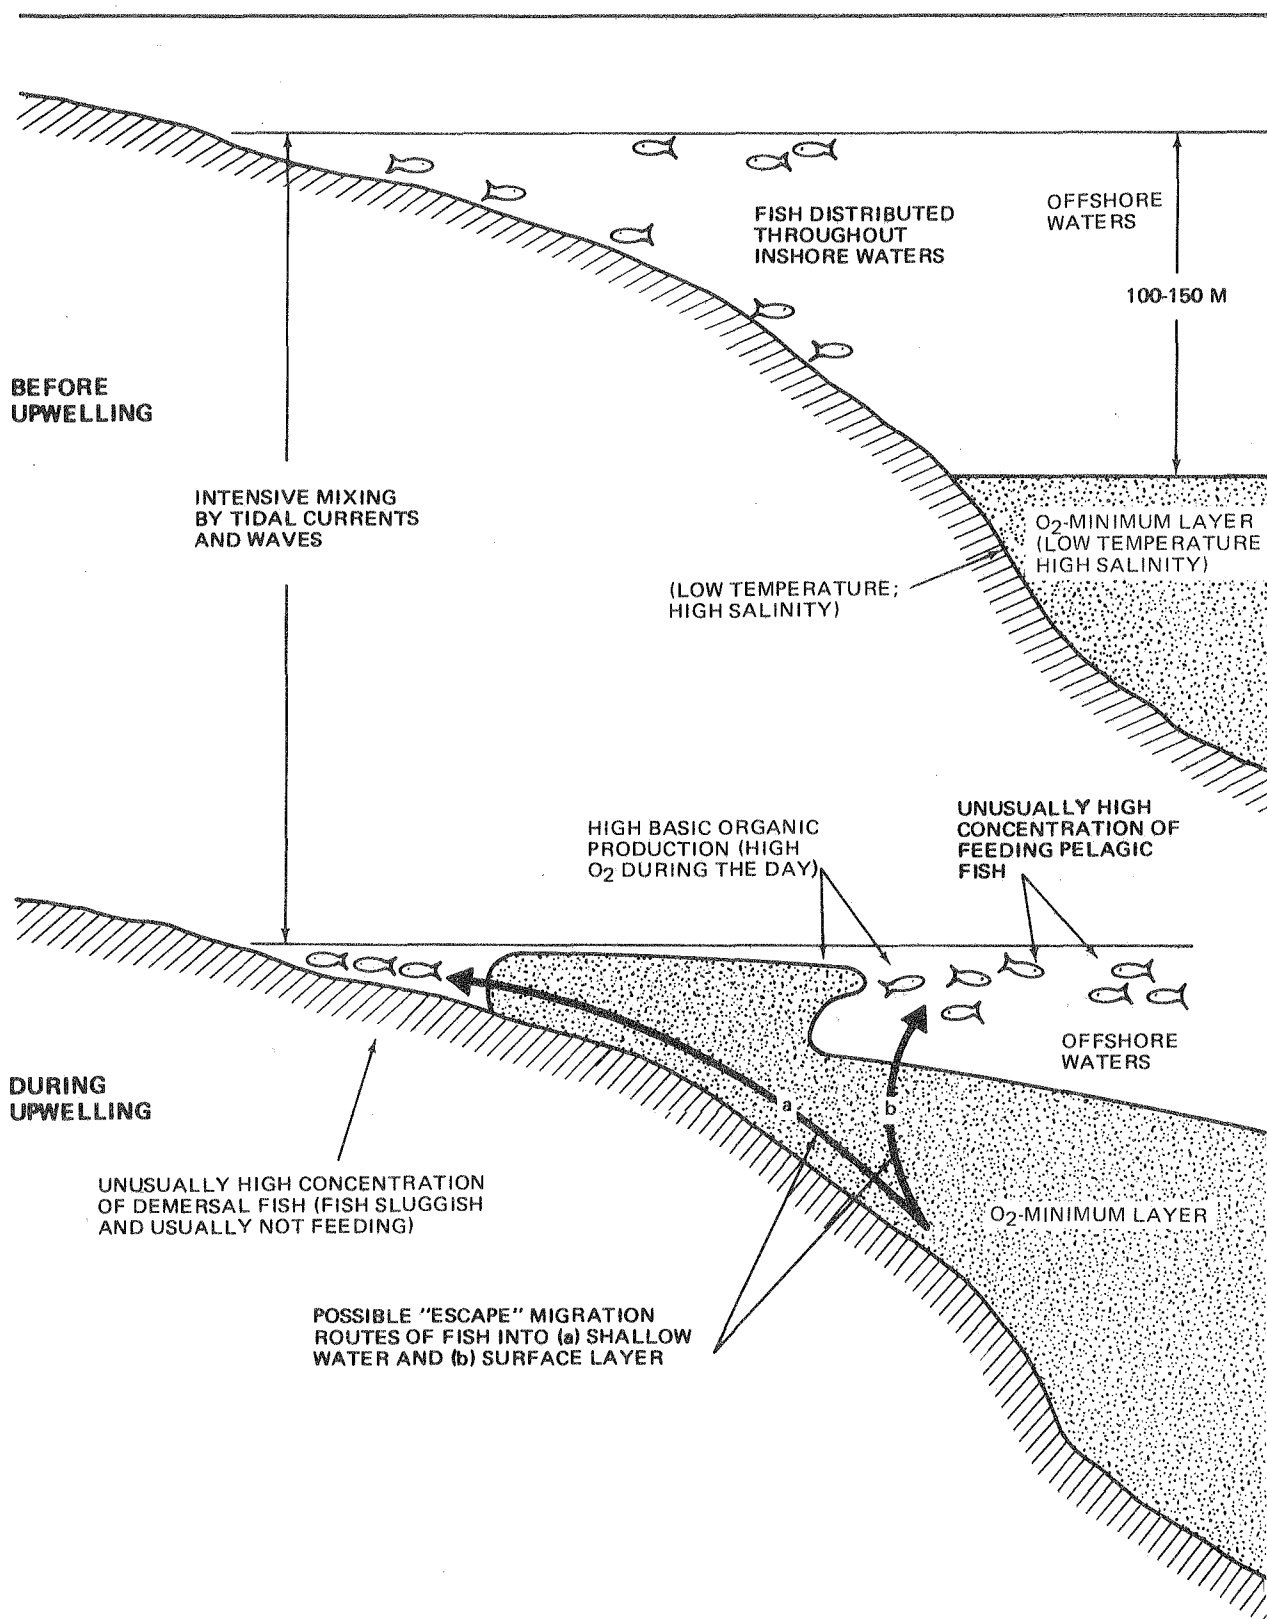 FISH DISTRIBUTED
THROUGHOUT
INSHORE WATERS
OFFSHORE
WATERS
100-150 M
BEFORE
UPWELLING
INTENSIVE MIXING
BY TIDAL CURRENTS
AND WAVES
O2-MINIMUM LAYER
(LOW TEMPERATURE
HIGH SALINITY)
(LOW TEMPERATURE;
HIGH SALINITY)
HIGH BASIC ORGANIC
PRODUCTION (HIGH
O2 DURING THE DAY)
UNUSUALLY HIGH
CONCENTRATION OF
FEEDING PELAGIC
FISH
OFFSHORE
WATERS
DURING
UPWELLING
a
b
UNUSUALLY HIGH CONCENTRATION
OF DEMERSAL FISH (FISH SLUGGISH
AND USUALLY NOT FEEDING)
O2-MINIMUM LAYER
POSSIBLE "ESCAPE" MIGRATION
ROUTES OF FISH INTO (a) SHALLOW
WATER AND (b) SURFACE LAYER